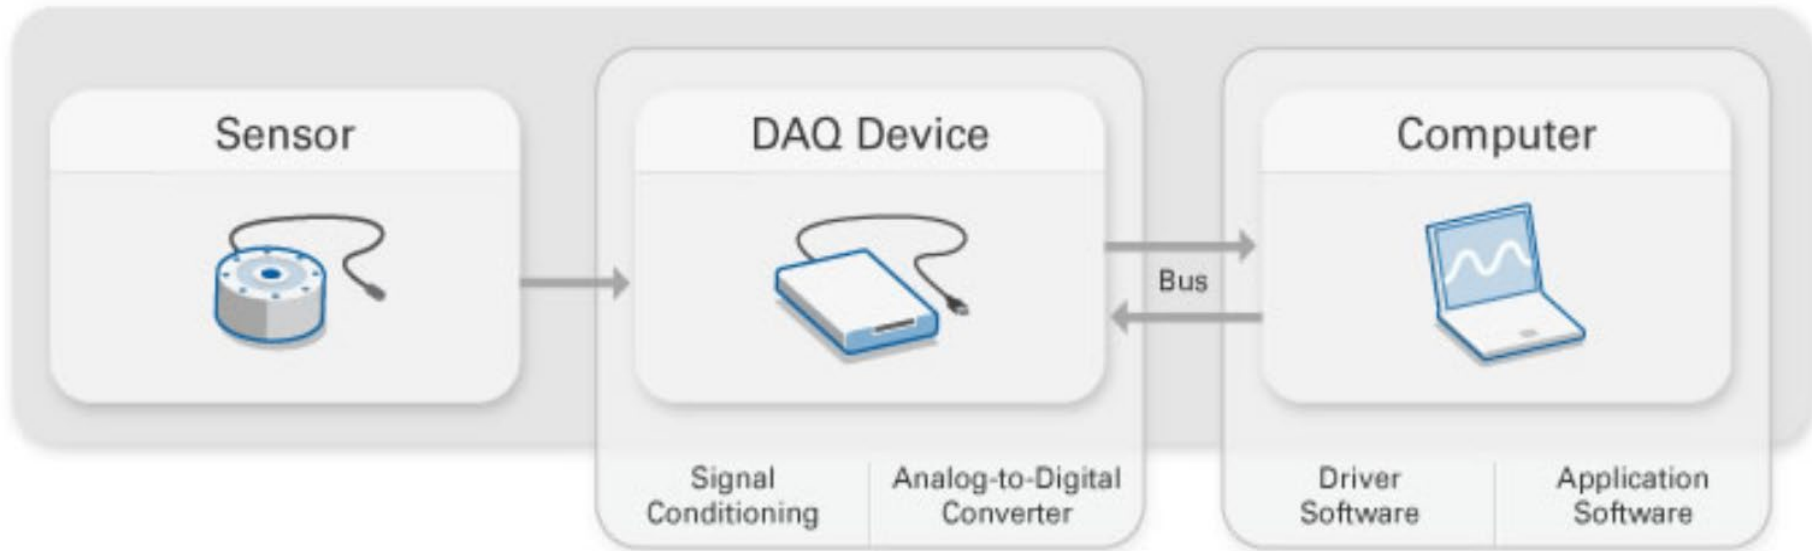 Sensor
DAQ Device
Computer
Bus
Signal
Conditioning
Analog-to-Digital
Converter
Driver
Software
Application
Software